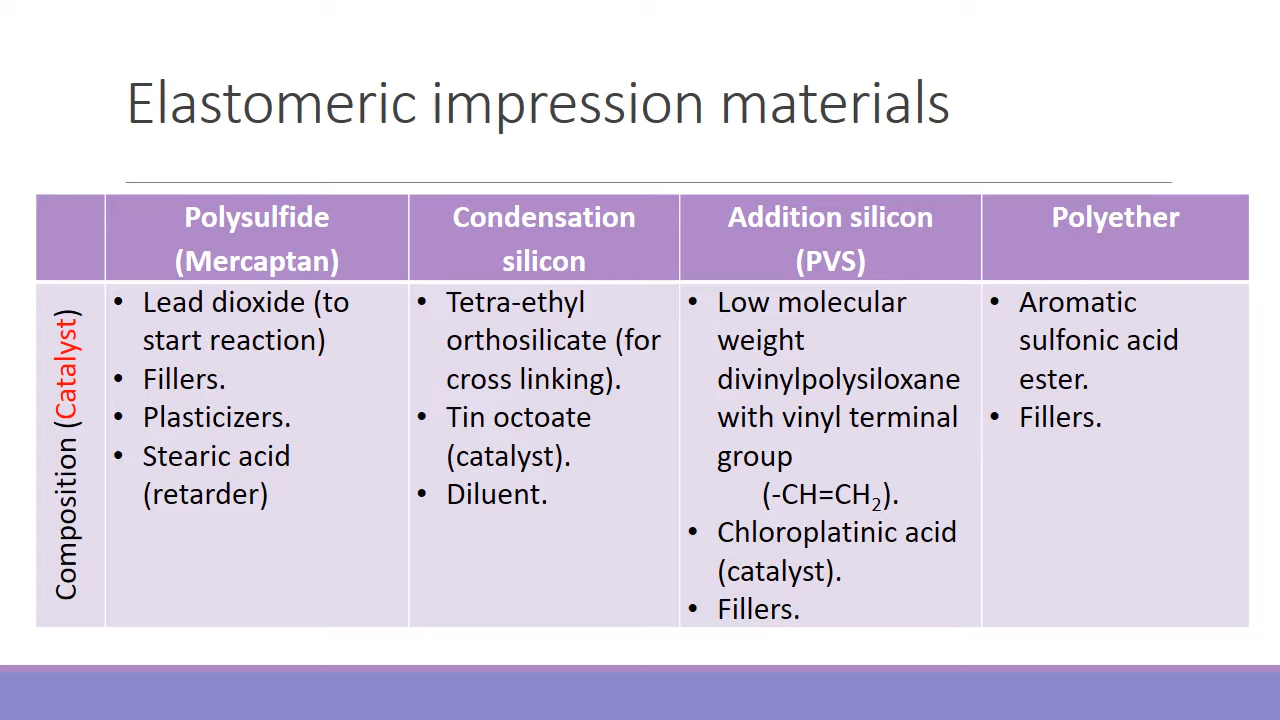 Elastomeric impression materials
Polysulfide
(Mercaptan)
Condensation
silicon
Addition silicon
(PVS)
Polyether
Composition (Catalyst)
• Lead dioxide (to
start reaction)
• Fillers.
• Plasticizers.
• Stearic acid
(retarder)
• Tetra-ethyl
orthosilicate (for
cross linking).
• Tin octoate
(catalyst).
• Diluent.
• Low molecular
weight
divinylpolysiloxane
with vinyl terminal
group
(-CH=CH₂).
• Chloroplatinic acid
(catalyst).
• Fillers.
• Aromatic
sulfonic acid
ester.
• Fillers.